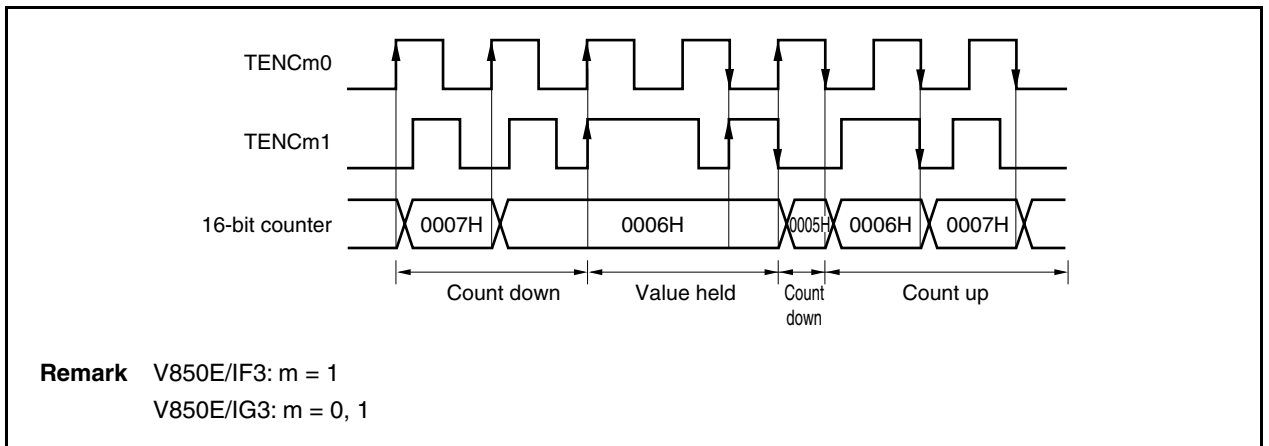 TENCm0
TENCm1
16-bit counter
0007H
0006H
0005H
0006H
0007H
Count down
Value held
Count
down
Count up
Remark V850E/IF3: m = 1
V850E/IG3: m = 0, 1